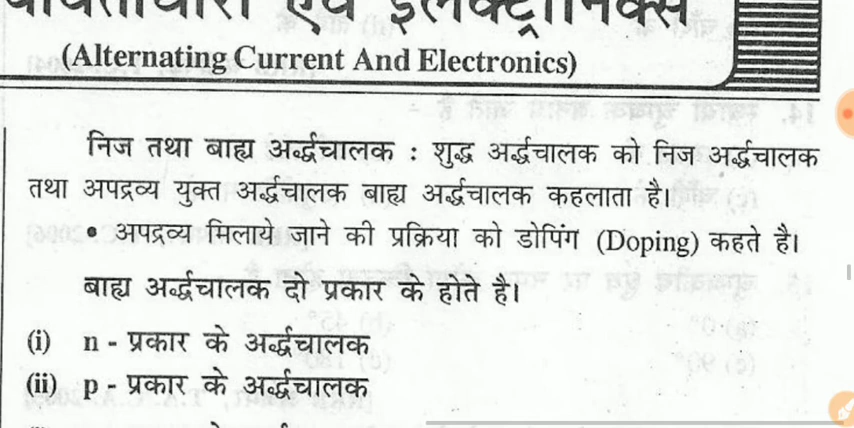 एवं इलेक्ट्रॉनिक्स
(Alternating Current And Electronics)
निज तथा बाह्य अर्द्धचालक : शुद्ध अर्द्धचालक को निज अर्द्धचालक
तथा अपद्रव्य युक्त अर्द्धचालक बाह्य अर्द्धचालक कहलाता है।
• अपद्रव्य मिलाये जाने की प्रक्रिया को डोपिंग (Doping) कहते है।
बाह्य अर्द्धचालक दो प्रकार के होते है।
(i) n - प्रकार के अर्द्धचालक
(ii) p - प्रकार के अर्द्धचालक